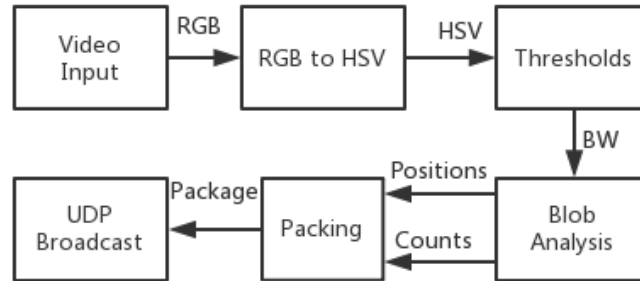 Video
Input
RGB
RGB to HSV
HSV
Thresholds
BW
Blob
Analysis
Positions
Counts
Packing
Package
UDP
Broadcast